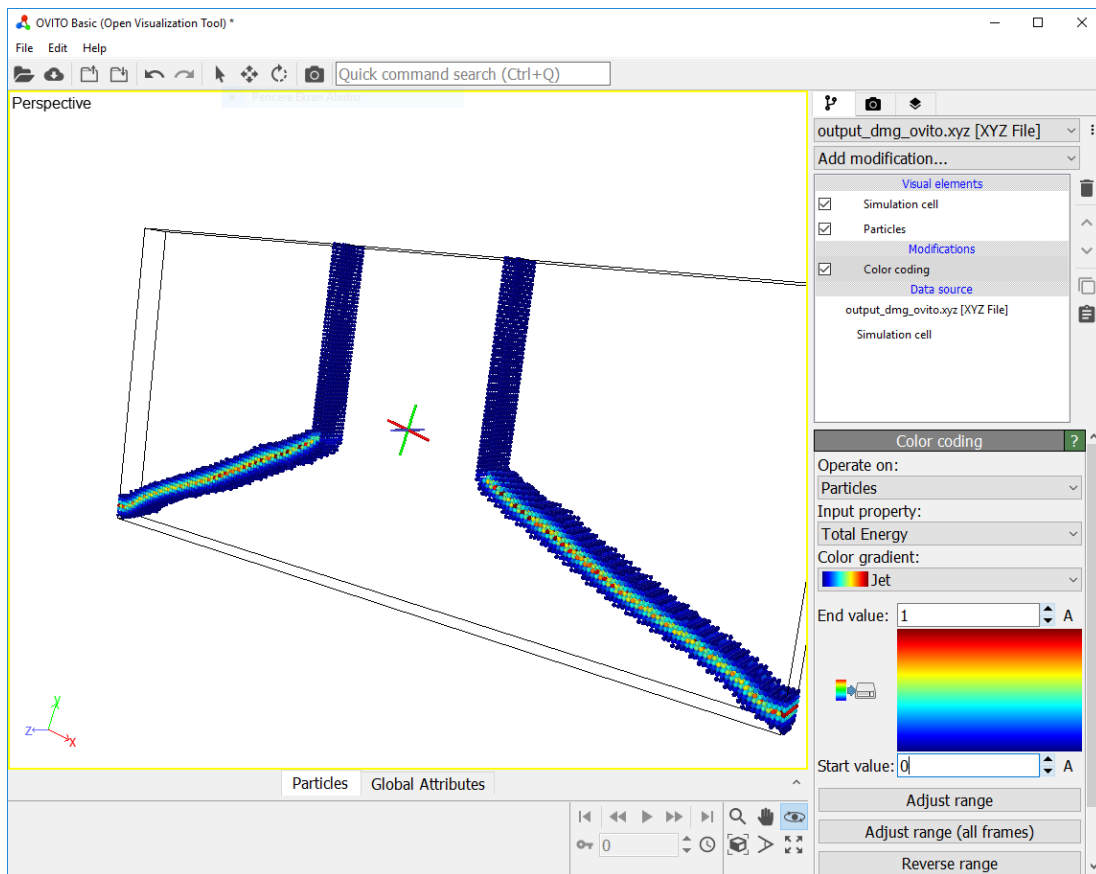 OVITO Basic (Open Visualization Tool) *
File Edit Help
Quick command search (Ctrl+Q)
Pencere Ekran Alıntısı
Perspective
output_dmg_ovito.xyz [XYZ File]
Add modification...
Visual elements
Simulation cell
Particles
Modifications
Color coding
Data source
output_dmg_ovito.xyz [XYZ File]
Simulation cell
Color coding ?
Operate on:
Particles
Input property:
Total Energy
Color gradient:
Jet
End value: 1 A
Start value: 0 A
Adjust range
Adjust range (all frames)
Reverse range
y
z
x
Particles Global Attributes
0